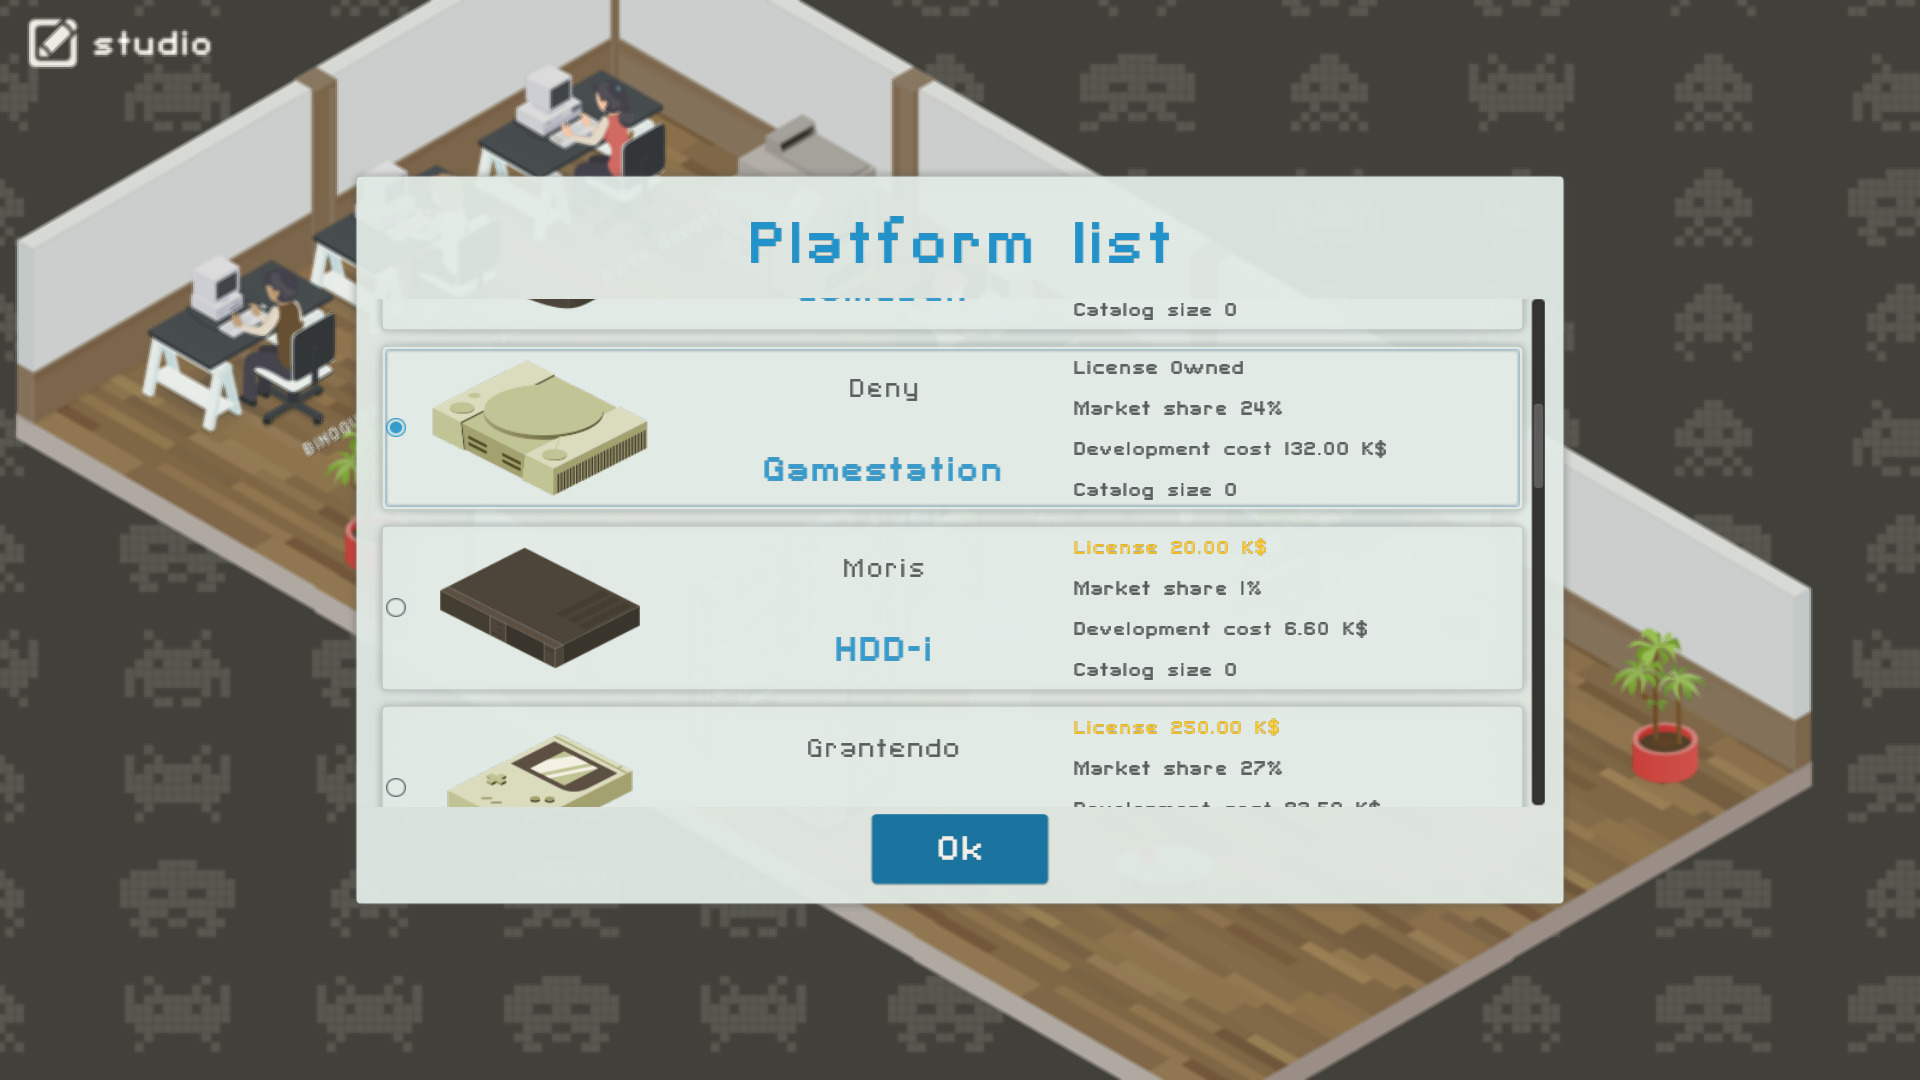 studio
Platform list
Catalog size 0
Deny
Gamestation
License Owned
Market share 24%
Development cost 132.00 K$
Catalog size 0
Moris
HDD-i
License 20.00 K$
Market share 1%
Development cost 6.60 K$
Catalog size 0
Grantendo
License 250.00 K$
Market share 27%
Development cost
Ok